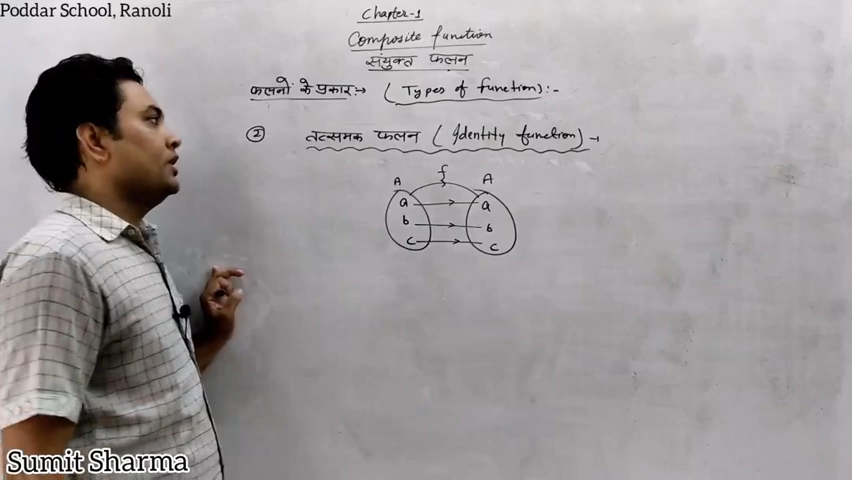 Poddar School, Ranoli
Chapter-1
Composite function
संयुक्त फलन
फलनो के प्रकार :→ (Types of function) :-
② तत्समक फलन (Identity function) →
f
A A
a a
b b
c c
Sumit Sharma